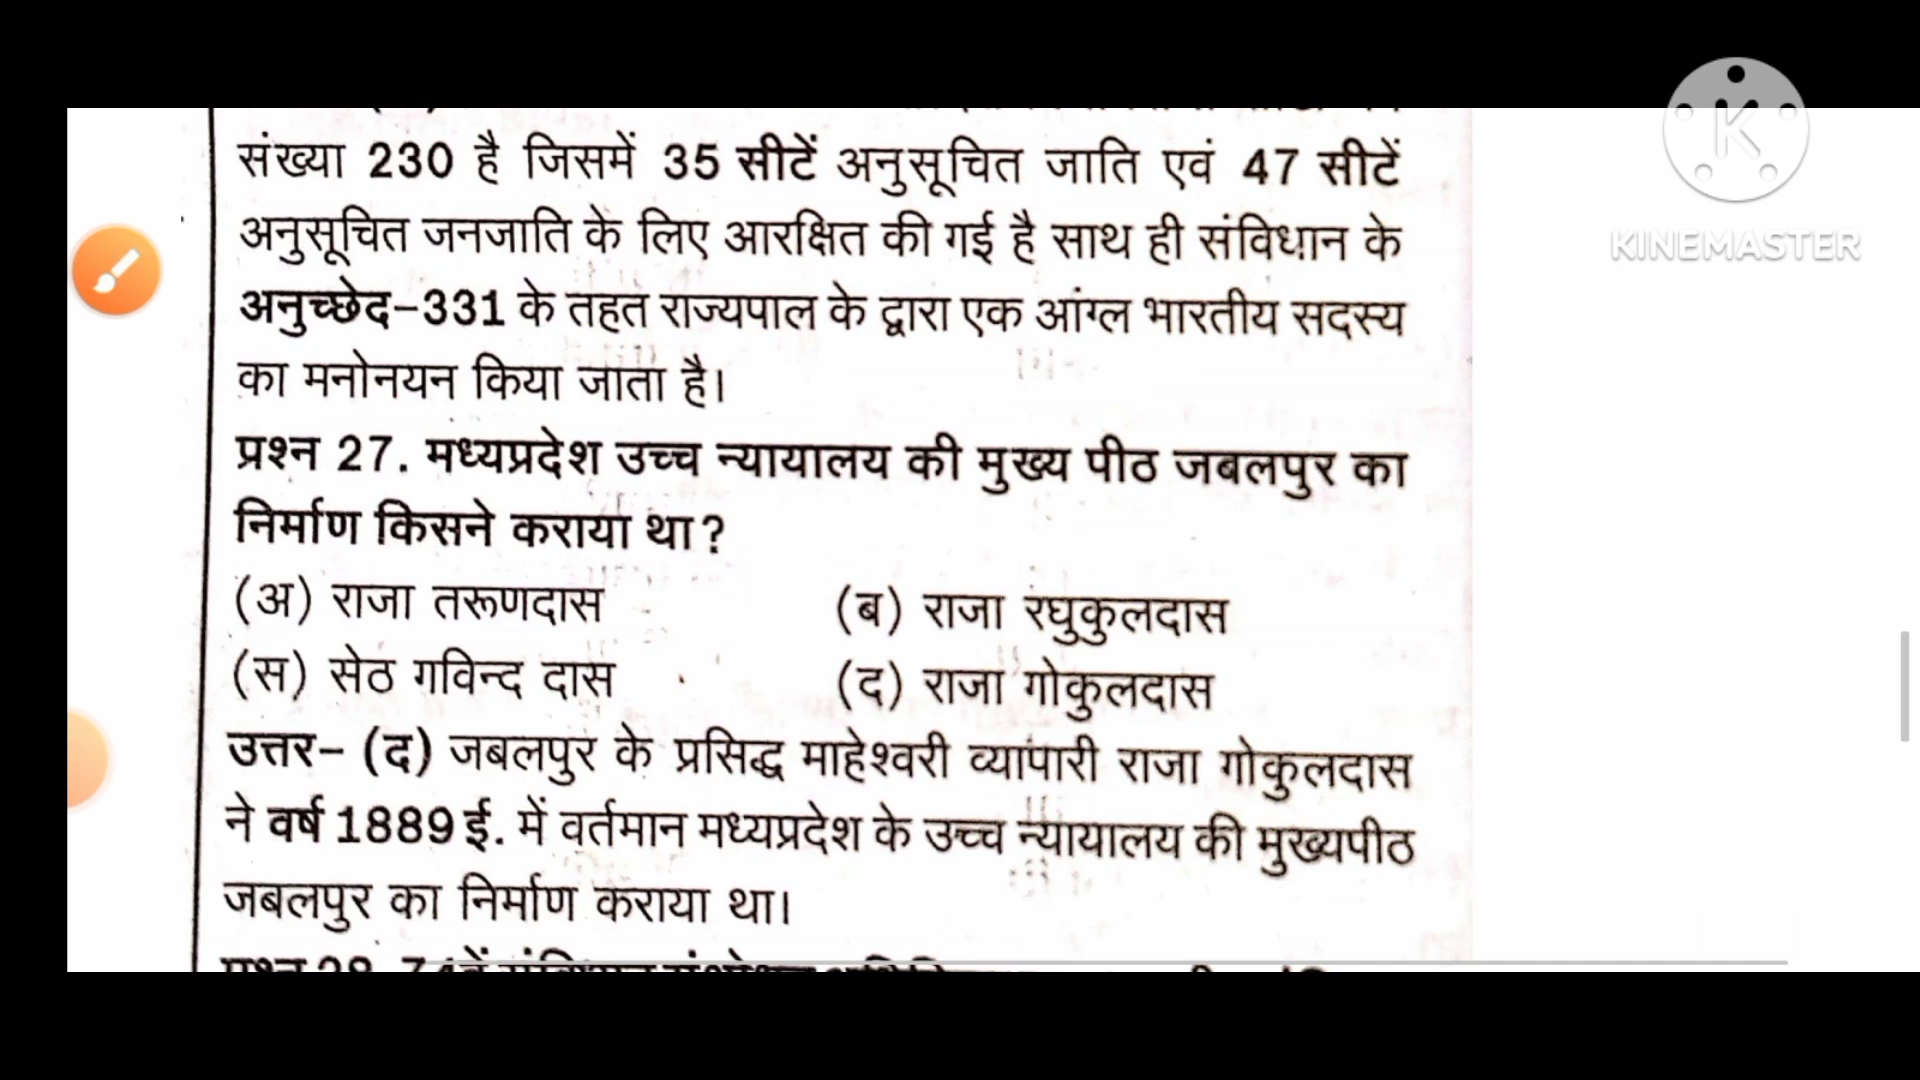 संख्या 230 है जिसमें 35 सीटें अनुसूचित जाति एवं 47 सीटें
अनुसूचित जनजाति के लिए आरक्षित की गई है साथ ही संविधान के
अनुच्छेद-331 के तहत राज्यपाल के द्वारा एक आंग्ल भारतीय सदस्य
का मनोनयन किया जाता है।
प्रश्न 27. मध्यप्रदेश उच्च न्यायालय की मुख्य पीठ जबलपुर का
निर्माण किसने कराया था?
(अ) राजा तरूणदास (ब) राजा रघुकुलदास
(स) सेठ गविन्द दास (द) राजा गोकुलदास
उत्तर- (द) जबलपुर के प्रसिद्ध माहेश्वरी व्यापारी राजा गोकुलदास
ने वर्ष 1889 ई. में वर्तमान मध्यप्रदेश के उच्च न्यायालय की मुख्यपीठ
जबलपुर का निर्माण कराया था।
K
KINEMASTER